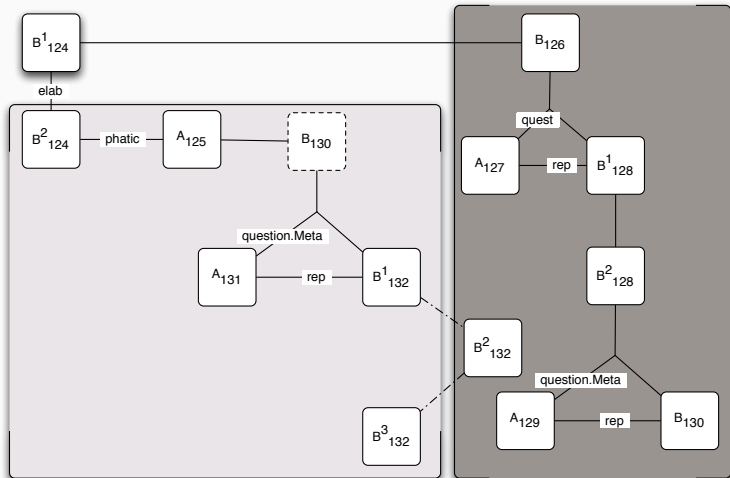 B¹124
B126
elab
B²124
phatic
A125
B130
quest
A127
rep
B¹128
question.Meta
A131
rep
B¹132
B²128
B²132
question.Meta
B³132
A129
rep
B130